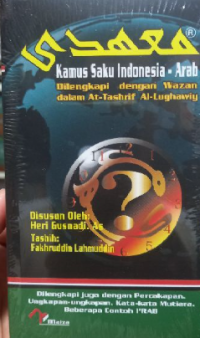 معهدي®
Kamus Saku Indonesia - Arab
Dilengkapi dengan Wazan
dalam At-Tashrif Al-Lughawiy
Disusun Oleh:
Heri Gusnadi. As
Tashih:
Fakhruddin Lahmuddin
Dilengkapi juga dengan Percakapan.
Ungkapan-ungkapan. Kata-kata Mutiara.
Beberapa Contoh I'RAB